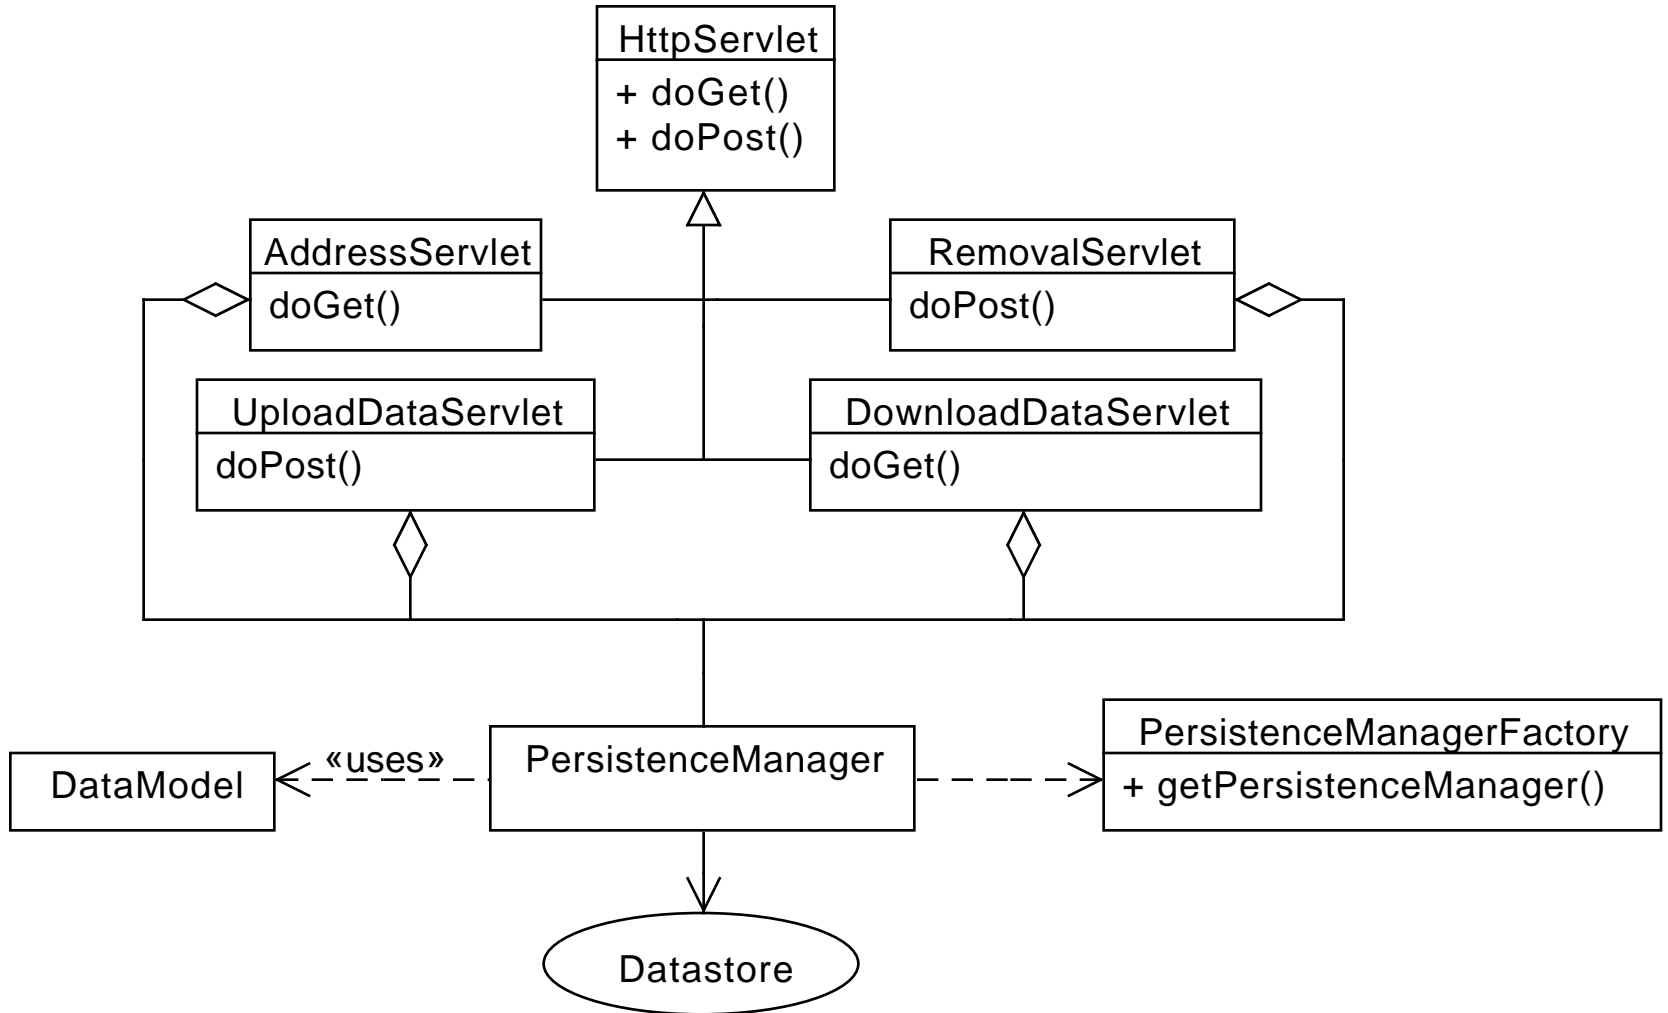 HttpServlet
+ doGet()
+ doPost()
AddressServlet
doGet()
RemovalServlet
doPost()
UploadDataServlet
doPost()
DownloadDataServlet
doGet()
DataModel
«uses»
PersistenceManager
PersistenceManagerFactory
+ getPersistenceManager()
Datastore